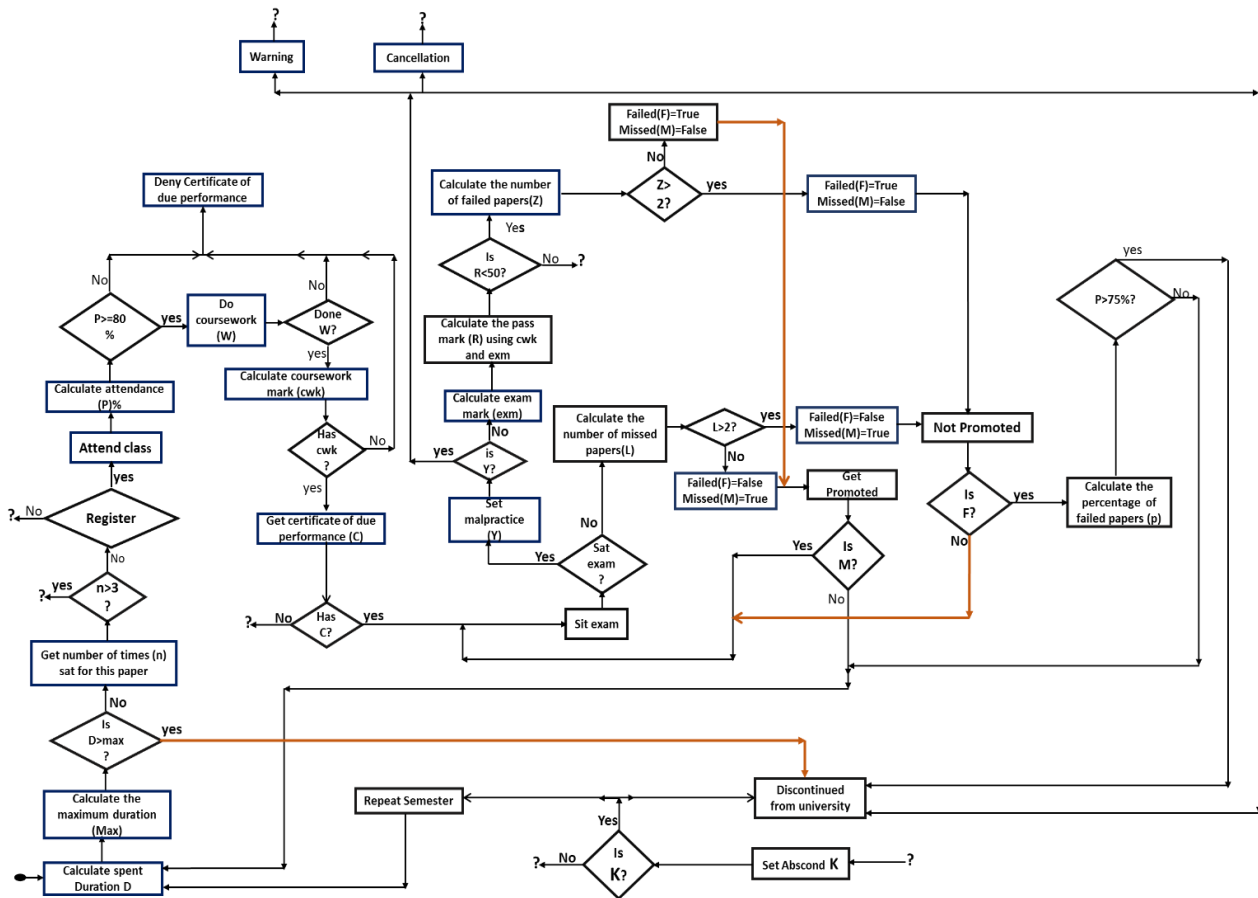 ?
?
Warning
Cancellation
Failed(F)=True
Missed(M)=False
No
Deny Certificate of
due performance
Calculate the number
of failed papers(Z)
Z>
2?
yes
Failed(F)=True
Missed(M)=False
Yes
Is
R<50?
No
?
yes
P>75%?
No
No
No
No
P>=80
%
yes
Do
coursework
(W)
Done
W?
yes
Calculate the pass
mark (R) using cwk
and exm
Calculate attendance
(P)%
Calculate coursework
mark (cwk)
Calculate exam
mark (exm)
Calculate the
number of missed
papers(L)
L>2?
yes
Failed(F)=False
Missed(M)=True
Not Promoted
Attend class
Has
cwk
?
No
yes
No
is
Y?
No
Failed(F)=False
Missed(M)=True
Get
Promoted
Is
F?
yes
Calculate the
percentage of
failed papers (p)
yes
yes
?
No
Register
Get certificate of due
performance (C)
Set
malpractice
(Y)
No
Yes
Sat
exam
?
Yes
Is
M?
No
No
No
yes
?
n>3
?
?
No
Has
C?
yes
Sit exam
Get number of times (n)
sat for this paper
No
Is
D>max
?
yes
Calculate the
maximum duration
(Max)
Repeat Semester
Discontinued
from university
Yes
Calculate spent
Duration D
?
No
Is
K?
Set Abscond K
?